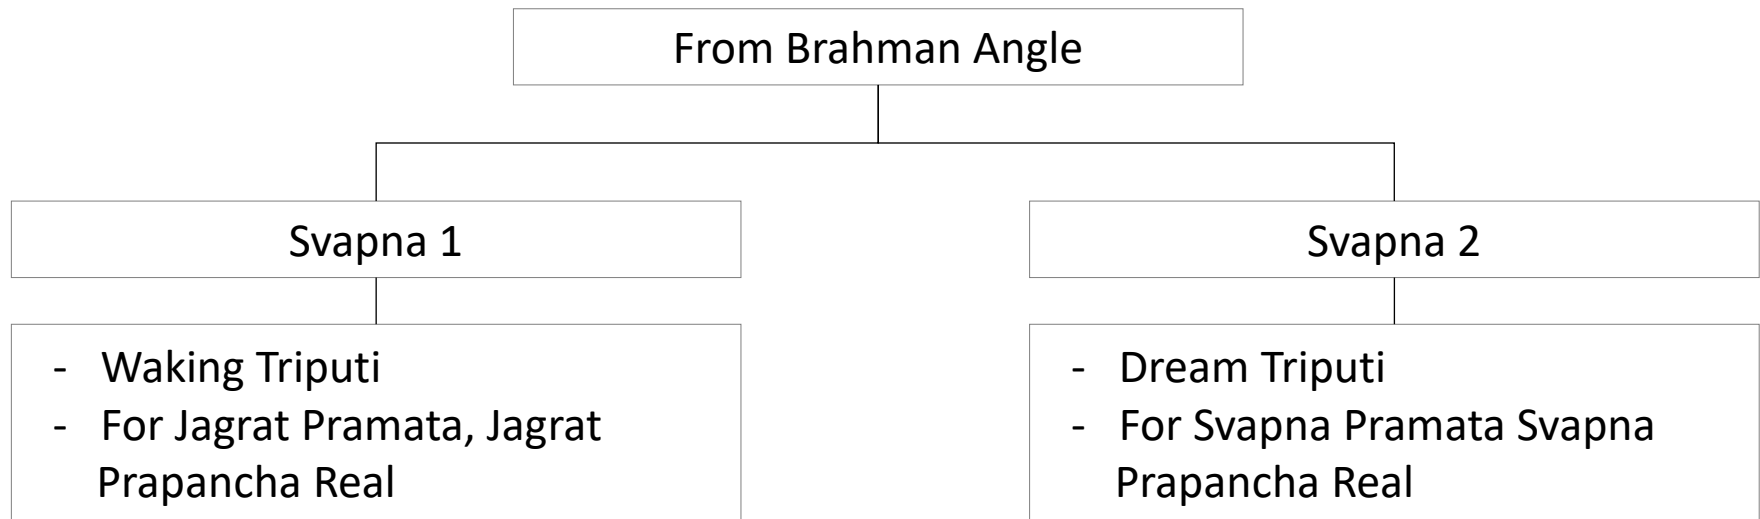 From Brahman Angle
Svapna 1
Svapna 2
- Waking Triputi
- For Jagrat Pramata, Jagrat
Prapancha Real
- Dream Triputi
- For Svapna Pramata Svapna
Prapancha Real